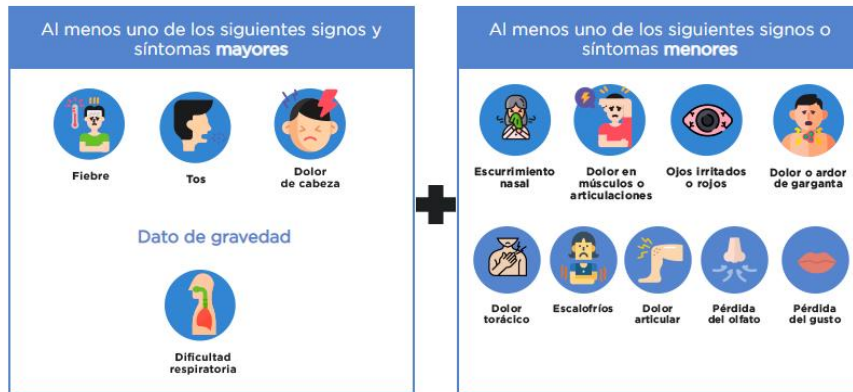 Al menos uno de los siguientes signos y
síntomas mayores
Fiebre
Tos
Dolor
de cabeza
Dato de gravedad
Dificultad
respiratoria
Al menos uno de los siguientes signos o
síntomas menores
Escurrimiento
nasal
Dolor en
músculos o
articulaciones
Ojos irritados
o rojos
Dolor o ardor
de garganta
Dolor
torácico
Escalofríos
Dolor
articular
Pérdida
del olfato
Pérdida
del gusto